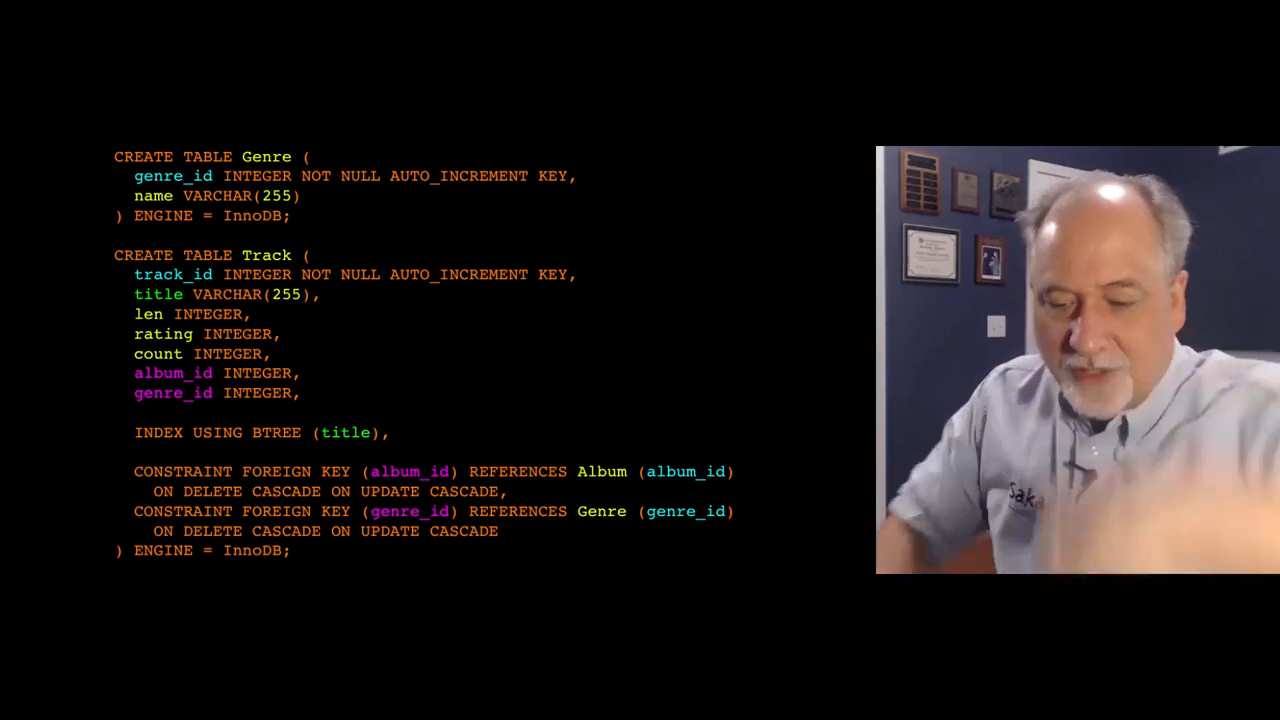 CREATE TABLE Genre (
genre_id INTEGER NOT NULL AUTO_INCREMENT KEY,
name VARCHAR(255)
) ENGINE = InnoDB;
CREATE TABLE Track (
track_id INTEGER NOT NULL AUTO_INCREMENT KEY,
title VARCHAR(255),
len INTEGER,
rating INTEGER,
count INTEGER,
album_id INTEGER,
genre_id INTEGER,
INDEX USING BTREE (title),
CONSTRAINT FOREIGN KEY (album_id) REFERENCES Album (album_id)
ON DELETE CASCADE ON UPDATE CASCADE,
CONSTRAINT FOREIGN KEY (genre_id) REFERENCES Genre (genre_id)
ON DELETE CASCADE ON UPDATE CASCADE
) ENGINE = InnoDB;